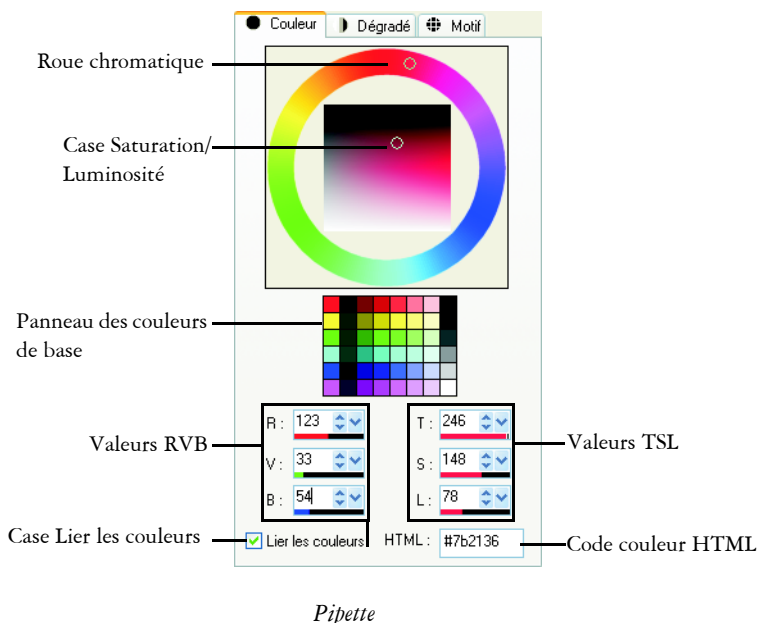 Couleur Dégradé Motif
Roue chromatique
Case Saturation/
Luminosité
Panneau des couleurs
de base
Valeurs RVB
R : 123
V : 33
B : 54
T : 246
S : 148
L : 78
Valeurs TSL
Case Lier les couleurs
Lier les couleurs
HTML : #7b2136
Code couleur HTML
Pipette